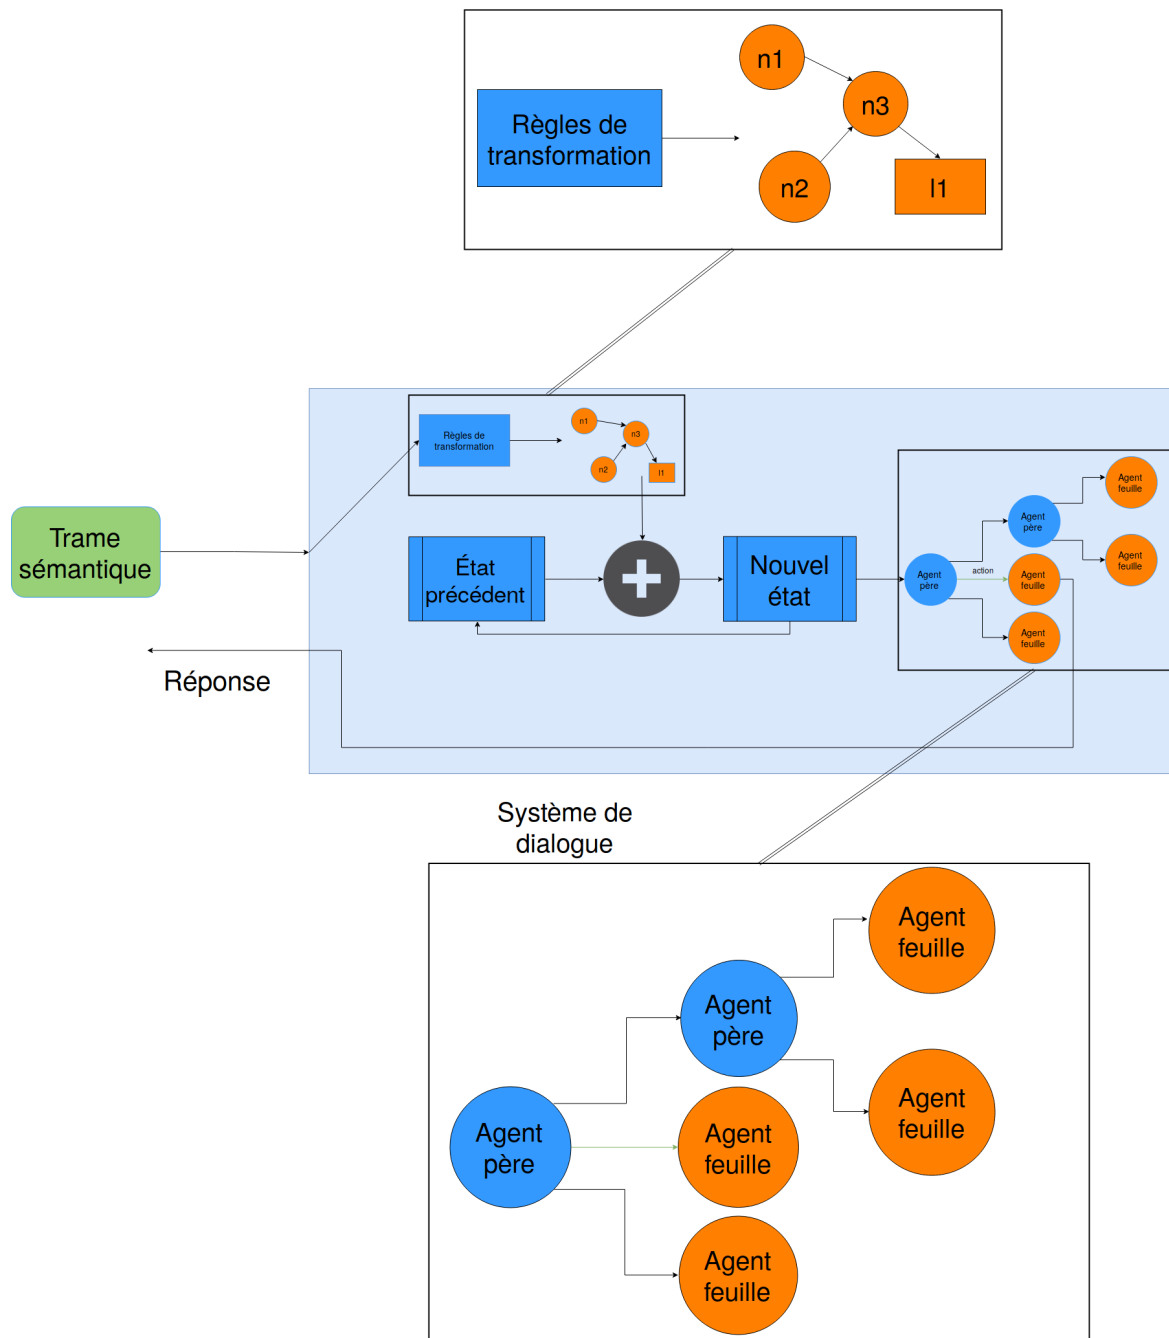 n1
n3
Règles de
transformation
n2
l1
Règles de
transformation
n1
n3
n2
l1
Trame
sémantique
État
précédent
Nouvel
état
Agent
père
action
Agent
père
Agent
feuille
Agent
feuille
Agent
feuille
Agent
feuille
Réponse
Système de
dialogue
Agent
feuille
Agent
père
Agent
feuille
Agent
père
Agent
feuille
Agent
feuille